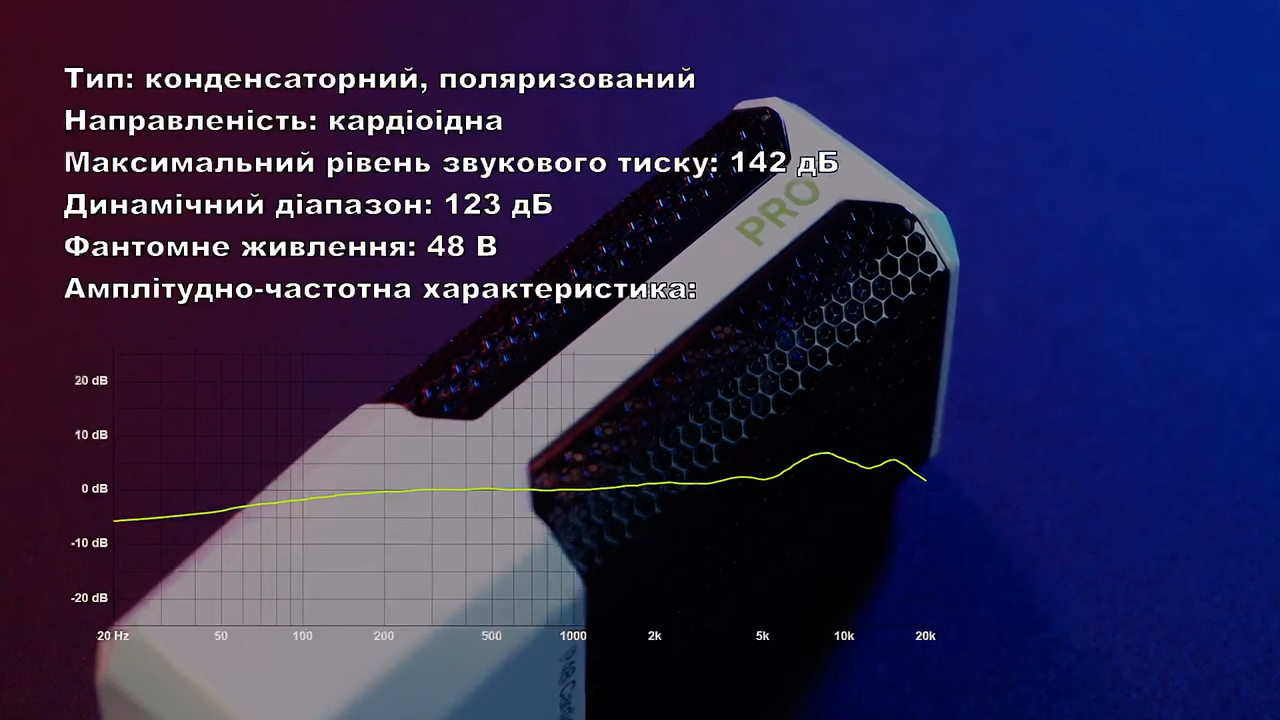 Тип: конденсаторний, поляризований
Направленість: кардіоідна
Максимальний рівень звукового тиску: 142 дБ
Динамічний діапазон: 123 дБ
Фантомне живлення: 48 В
Амплітудно-частотна характеристика:
PRO
20 dB
10 dB
0 dB
-10 dB
-20 dB
20 Hz 50 100 200 500 1000 2k 5k 10k 20k